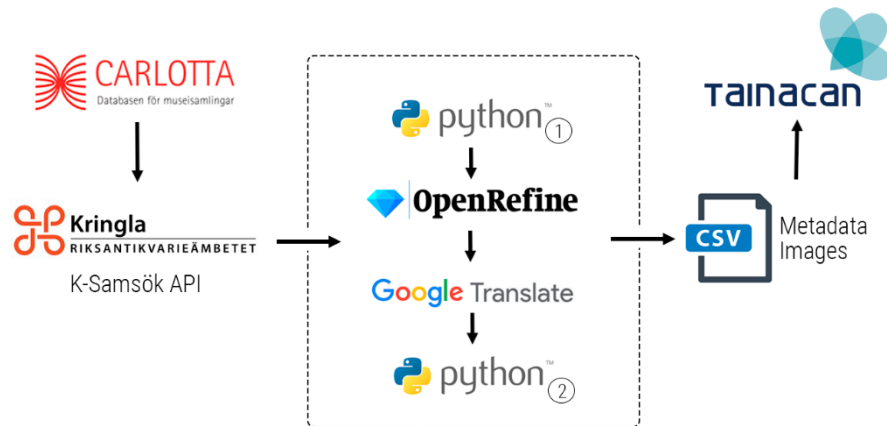 CARLOTTA
Databasen för museisamlingar
Kringla
RIKSANTIKVARIEÄMBETET
K-Samsök API
python™ 1
OpenRefine
Google Translate
python™ 2
CSV
Metadata
Images
TAINACAN